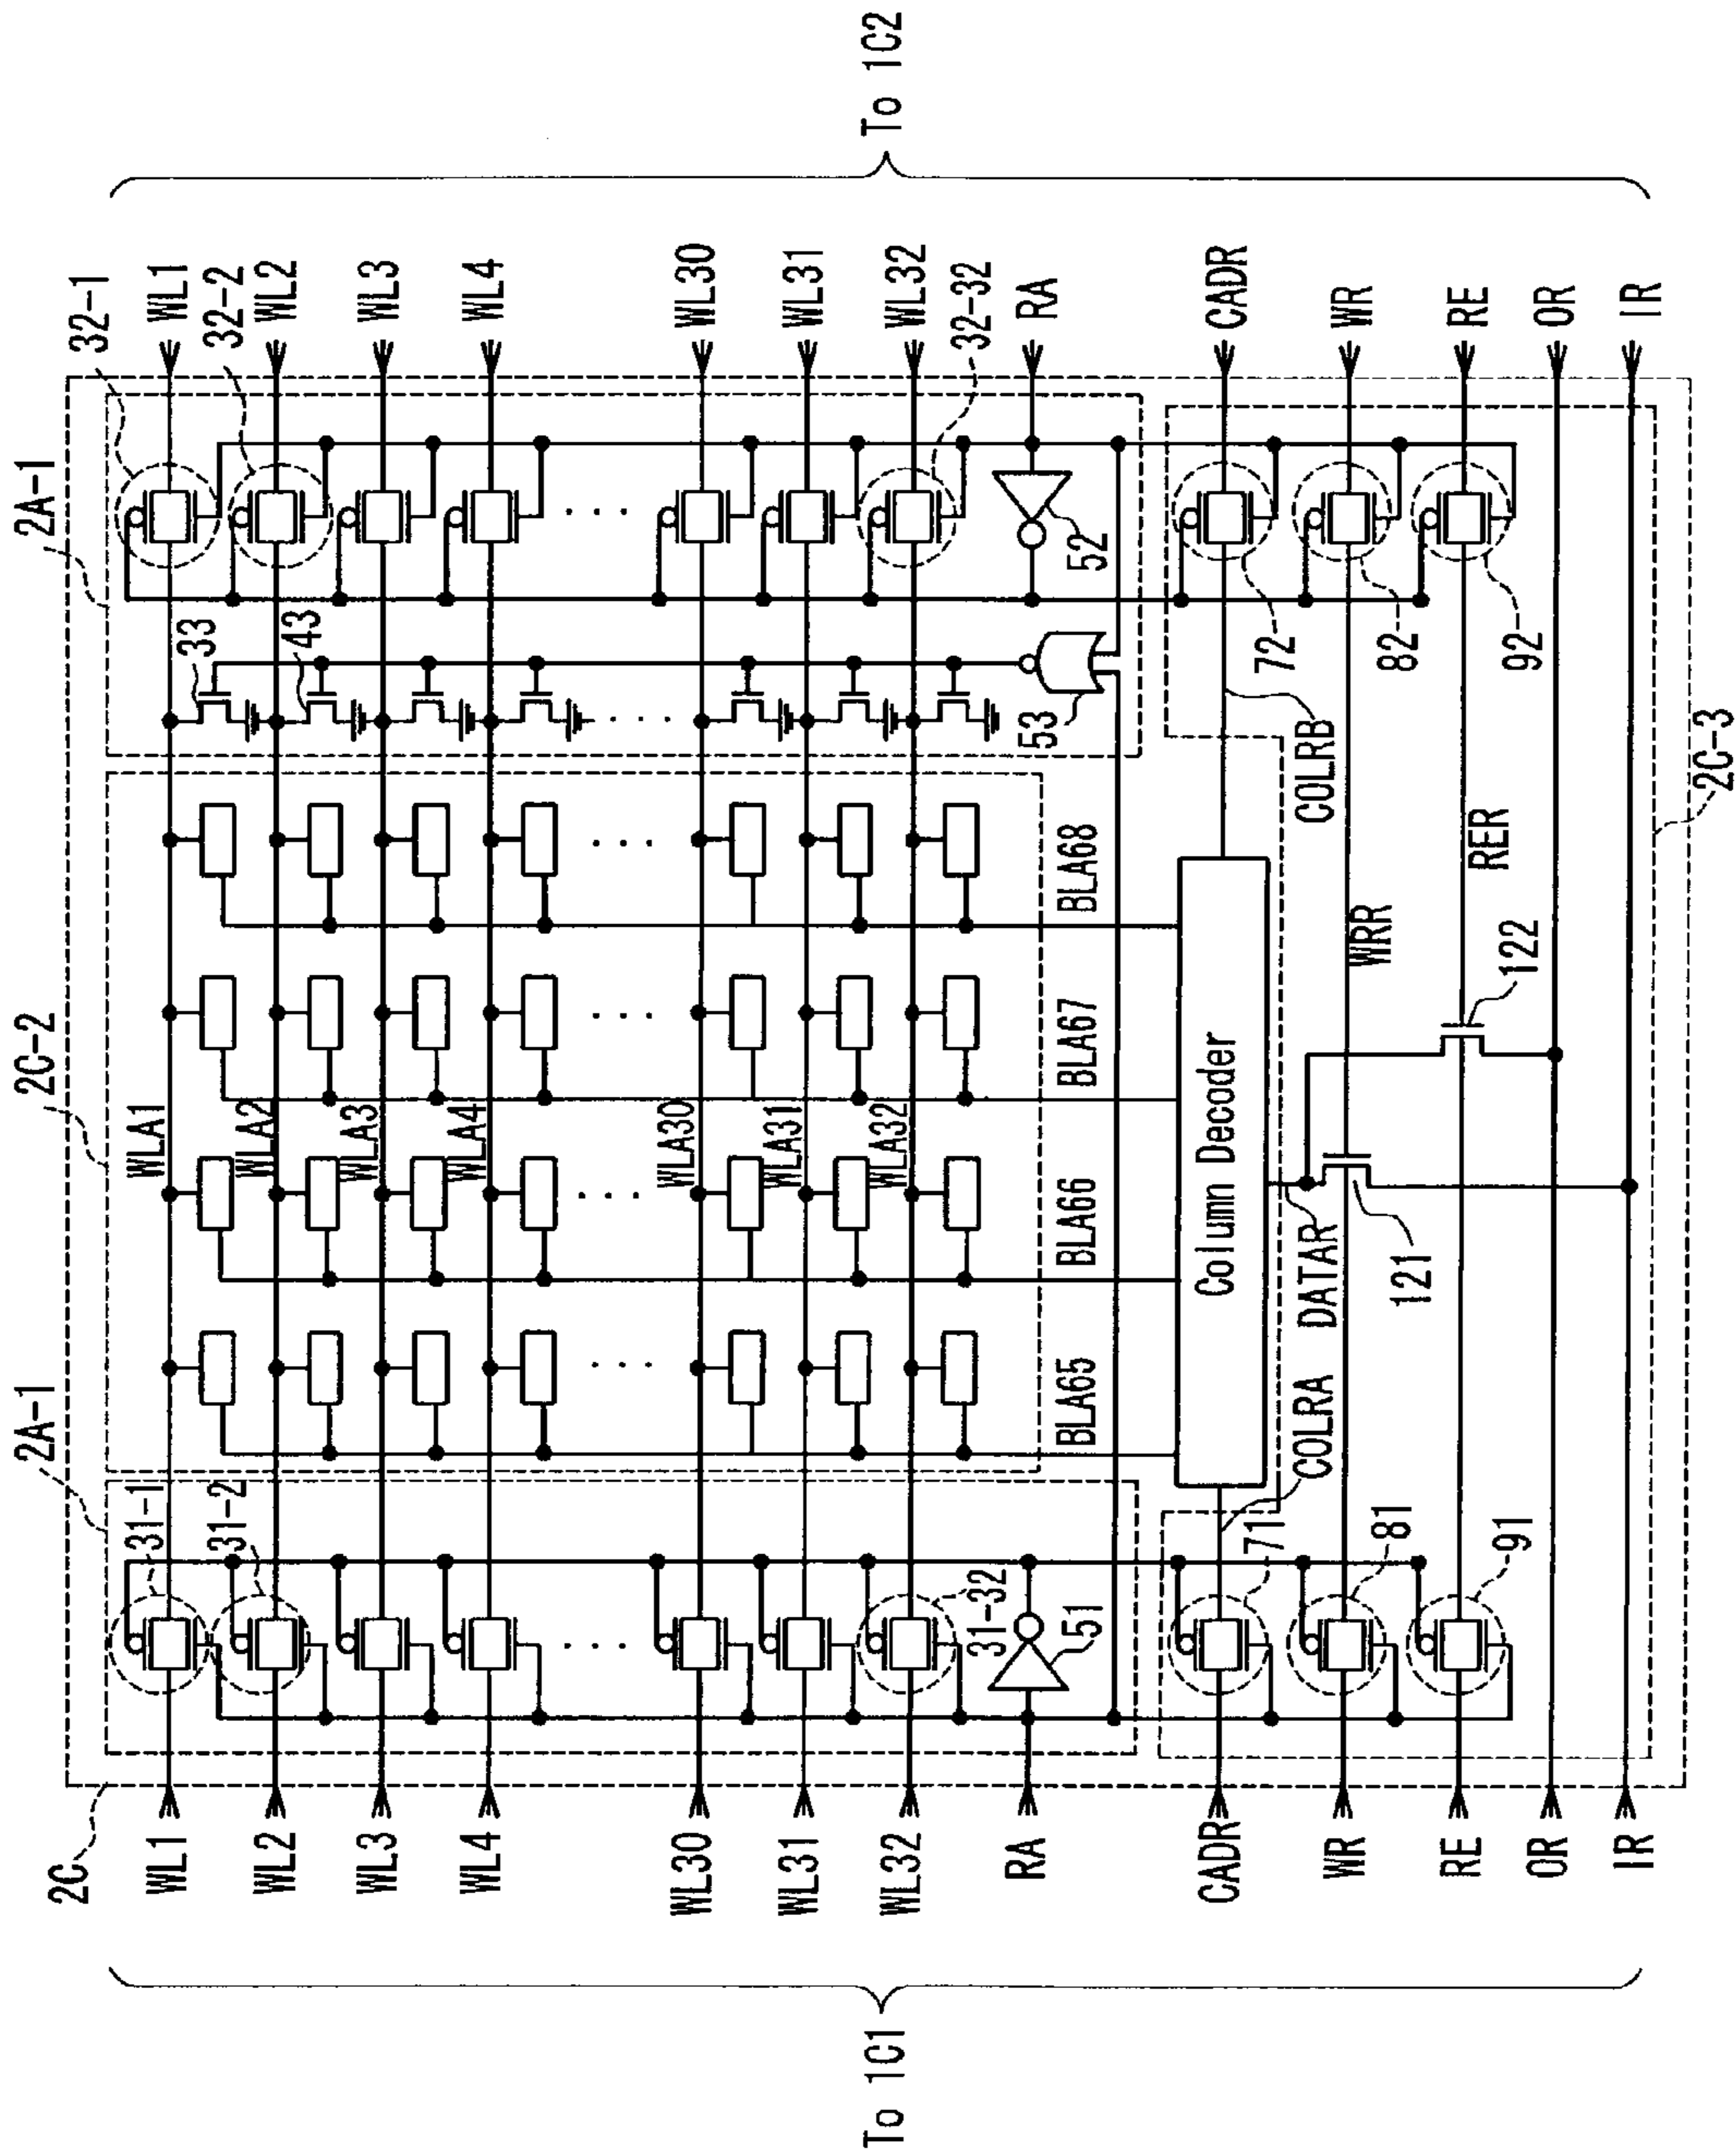 To 1C1
To 1C2
2C
2A-1
2C-2
2A-1
2C-3
WL1
WL2
WL3
WL4
WL30
WL31
WL32
RA
CADR
WR
RE
OR
IR
31-1
31-2
31-32
51
71
81
91
WLA1
WLA2
WLA3
WLA4
WLA30
WLA31
WLA32
BLA65
BLA66
BLA67
BLA68
Column Decoder
COLRA
DATAR
121
122
WRR
RER
COLRB
33
43
53
52
72
82
92
32-1
32-2
32-32
WL1
WL2
WL3
WL4
WL30
WL31
WL32
RA
CADR
WR
RE
OR
IR